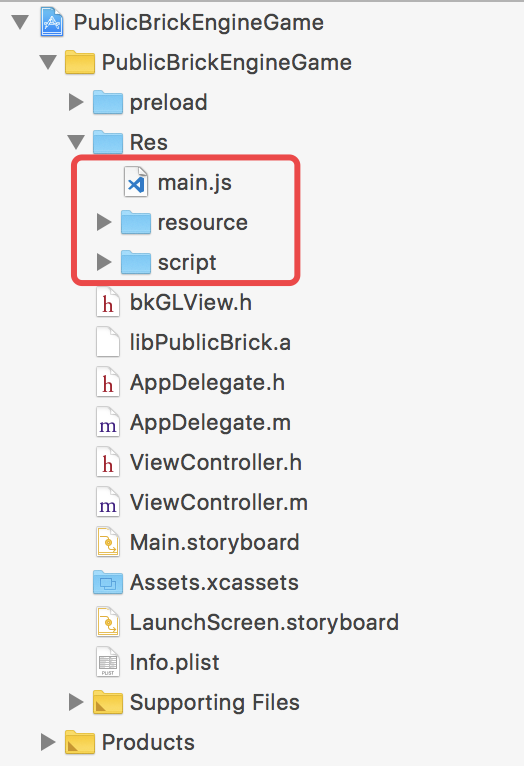 PublicBrickEngineGame
PublicBrickEngineGame
preload
Res
main.js
resource
script
h bkGLView.h
libPublicBrick.a
h AppDelegate.h
m AppDelegate.m
h ViewController.h
m ViewController.m
Main.storyboard
Assets.xcassets
LaunchScreen.storyboard
PLIST Info.plist
Supporting Files
Products